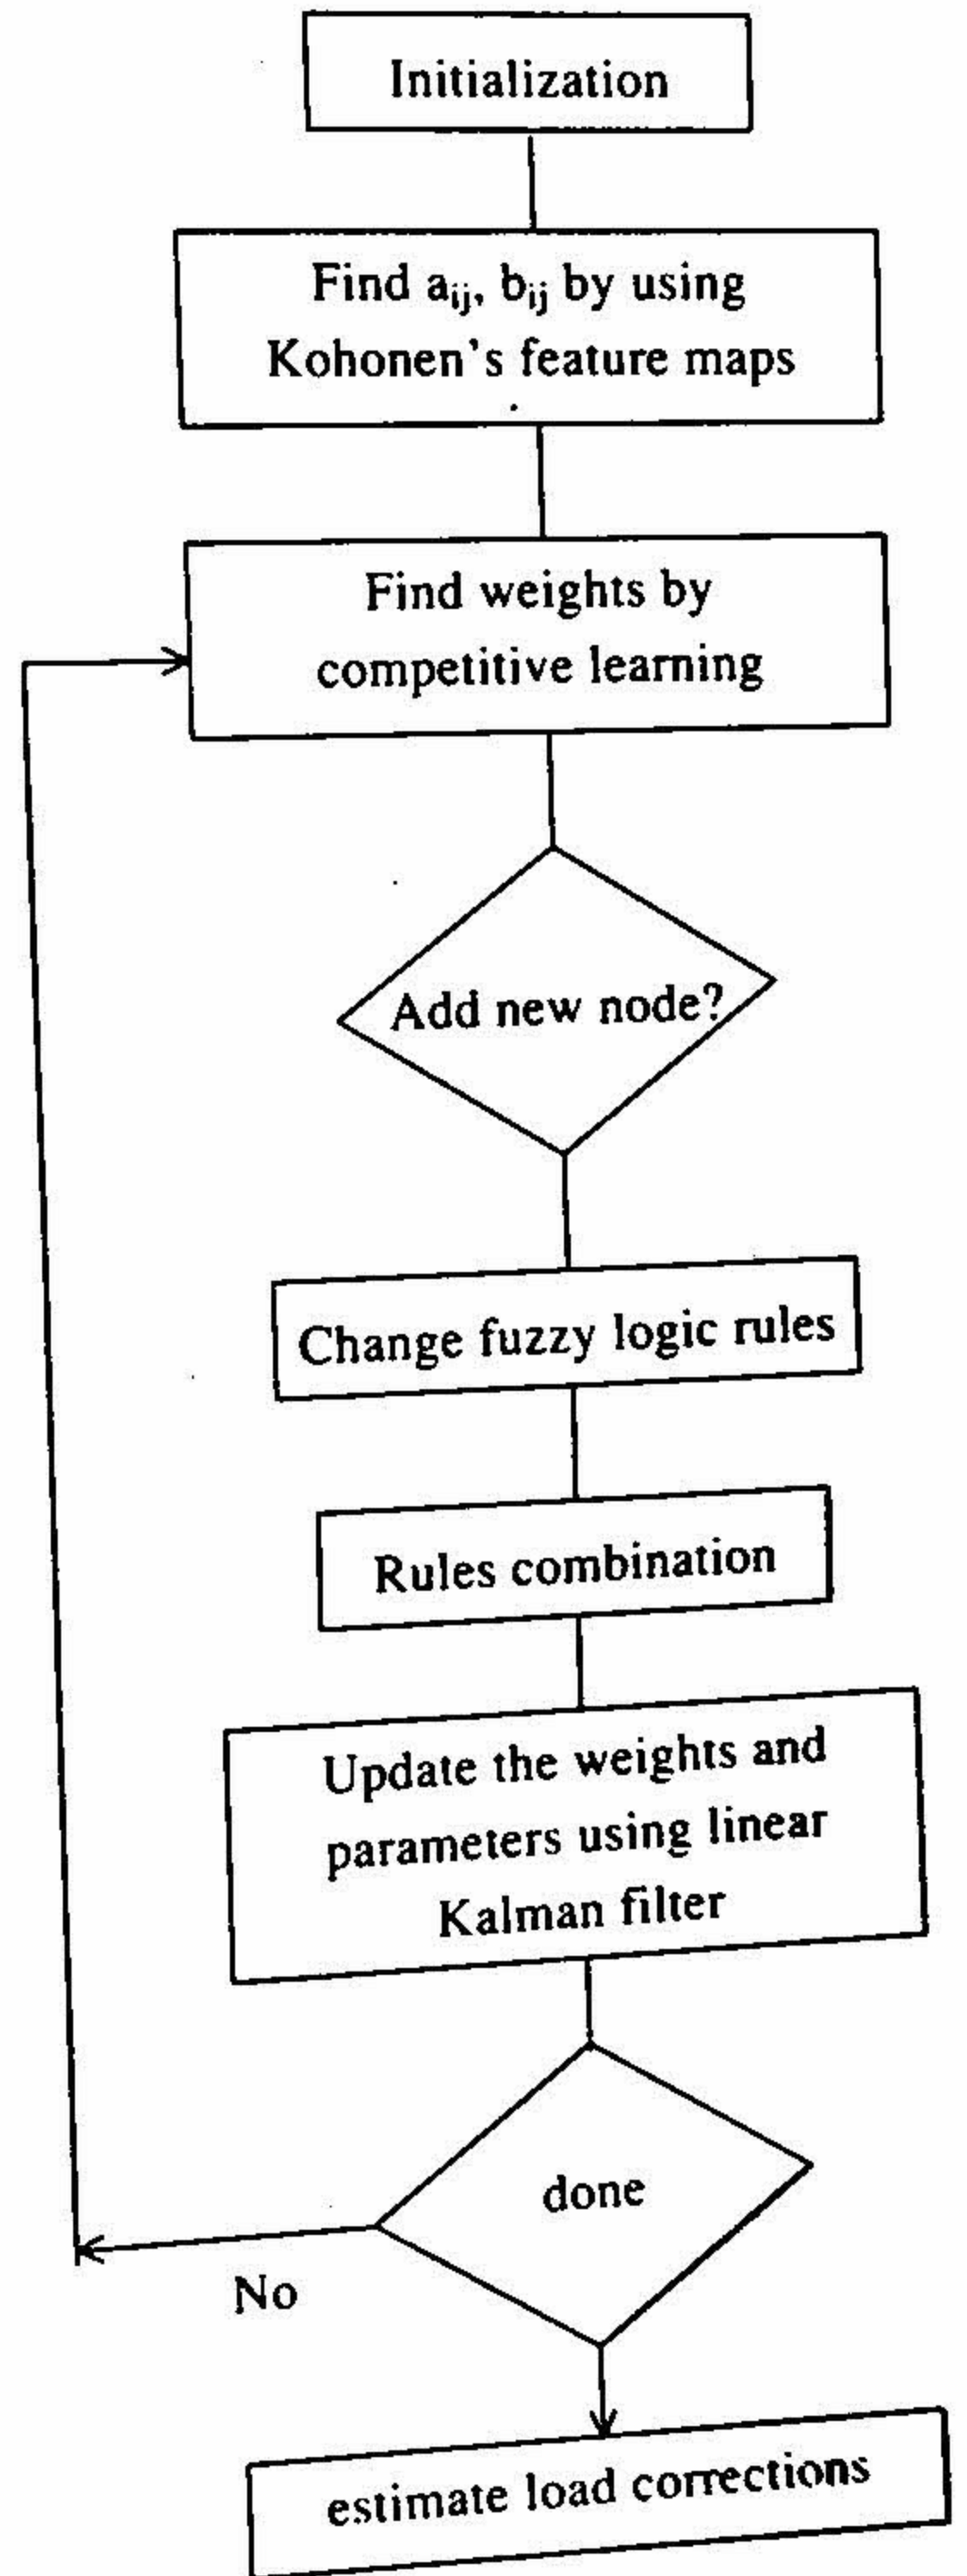 Initialization
Find aij, bij by using
Kohonen's feature maps
Find weights by
competitive learning
Add new node?
Change fuzzy logic rules
Rules combination
Update the weights and
parameters using linear
Kalman filter
done
No
estimate load corrections